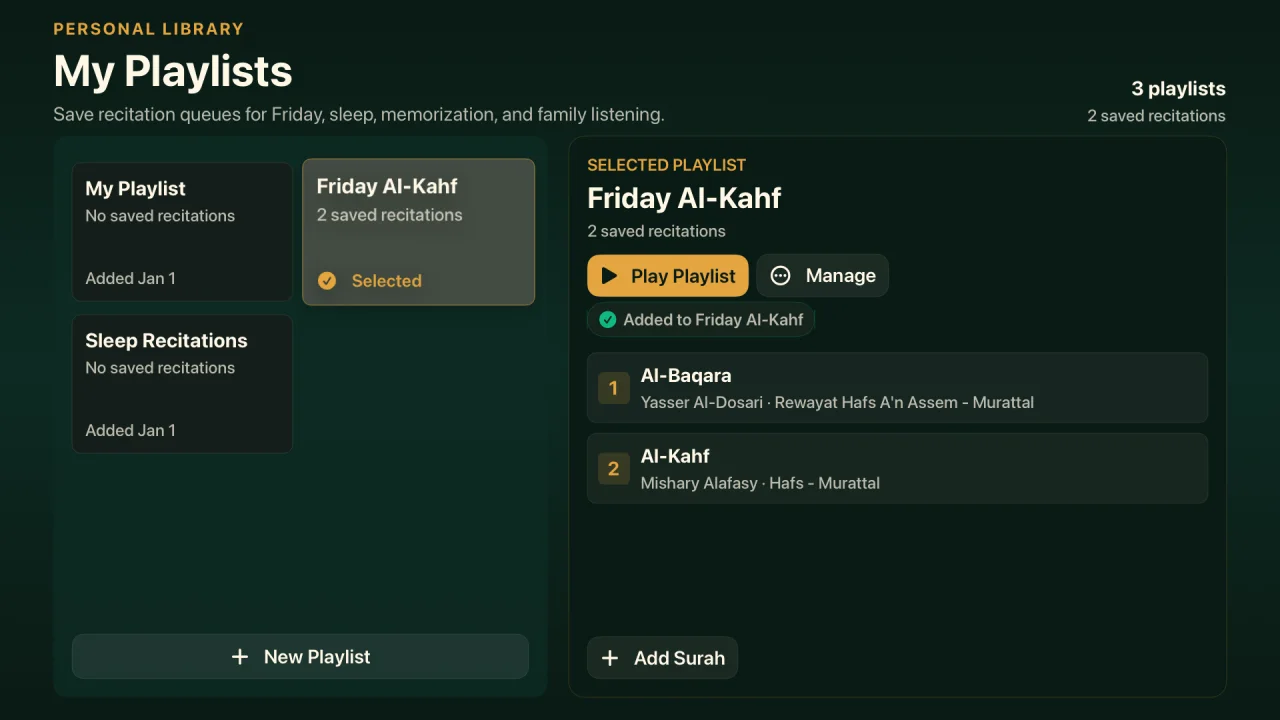 PERSONAL LIBRARY
My Playlists
Save recitation queues for Friday, sleep, memorization, and family listening.
3 playlists
2 saved recitations
My Playlist
No saved recitations
Added Jan 1
Friday Al-Kahf
2 saved recitations
Selected
Sleep Recitations
No saved recitations
Added Jan 1
New Playlist
SELECTED PLAYLIST
Friday Al-Kahf
2 saved recitations
Play Playlist
Manage
Added to Friday Al-Kahf
1
Al-Baqara
Yasser Al-Dosari · Rewayat Hafs A'n Assem - Murattal
2
Al-Kahf
Mishary Alafasy · Hafs - Murattal
Add Surah